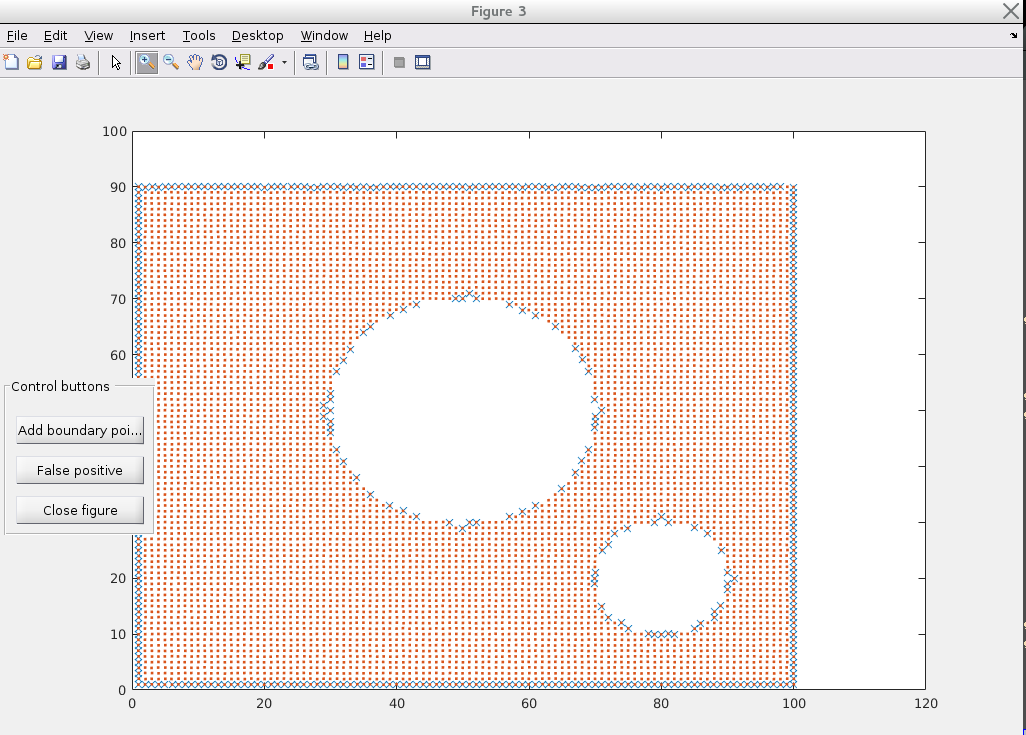 Figure 3
File Edit View Insert Tools Desktop Window Help
100
90
80
70
60
Control buttons
Add boundary poi...
False positive
Close figure
20
10
0
0 20 40 60 80 100 120